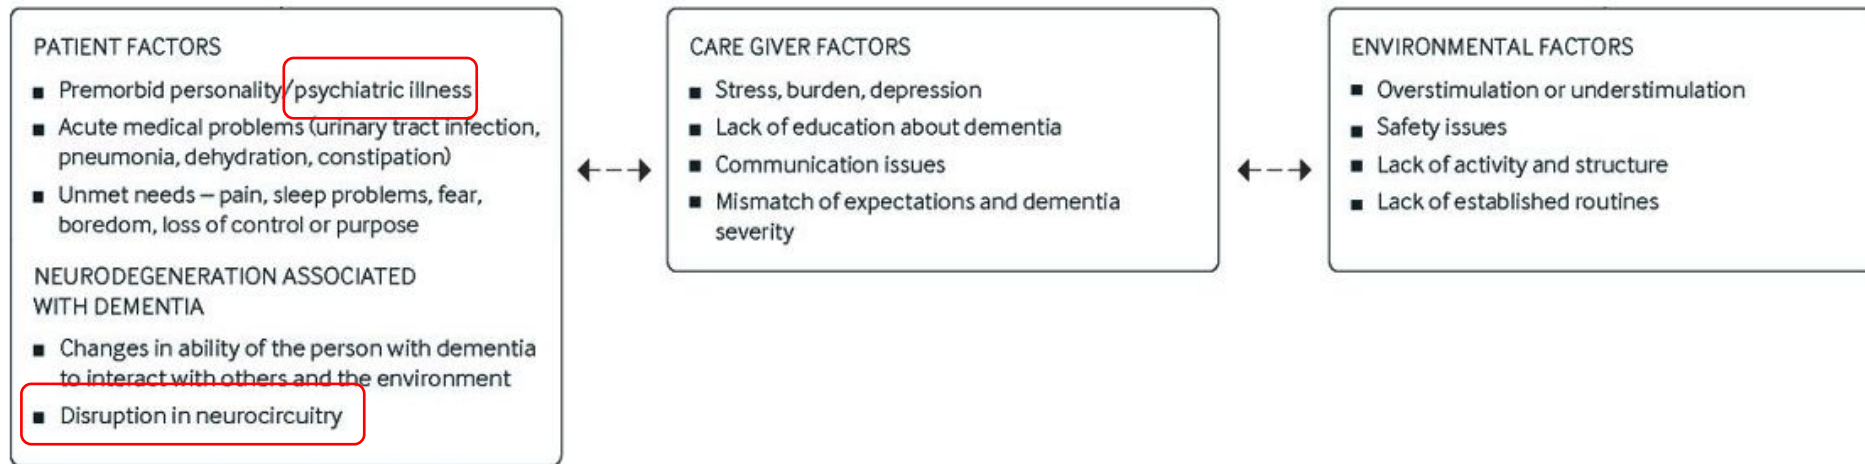 PATIENT FACTORS
■ Premorbid personality/psychiatric illness
■ Acute medical problems (urinary tract infection,
pneumonia, dehydration, constipation)
■ Unmet needs – pain, sleep problems, fear,
boredom, loss of control or purpose
NEURODEGENERATION ASSOCIATED
WITH DEMENTIA
■ Changes in ability of the person with dementia
to interact with others and the environment
■ Disruption in neurocircuitry
CARE GIVER FACTORS
■ Stress, burden, depression
■ Lack of education about dementia
■ Communication issues
■ Mismatch of expectations and dementia
severity
ENVIRONMENTAL FACTORS
■ Overstimulation or understimulation
■ Safety issues
■ Lack of activity and structure
■ Lack of established routines